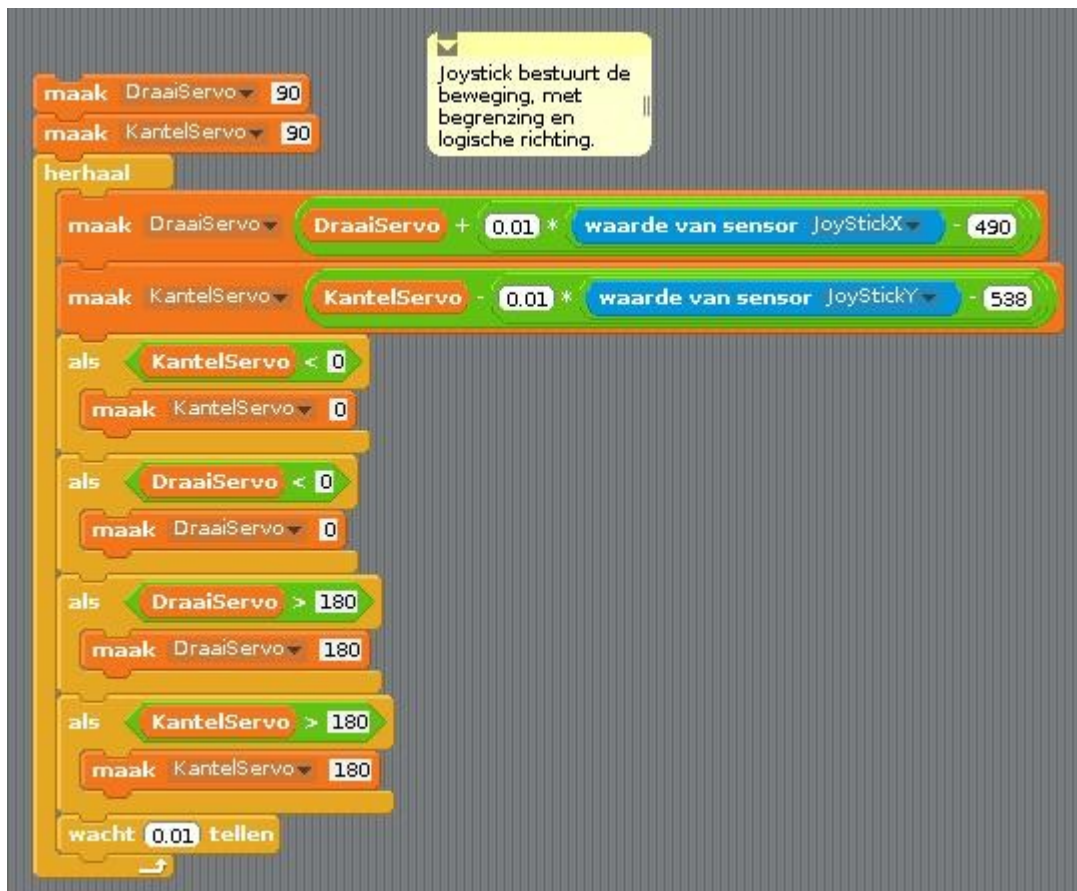 Joystick bestuurt de
beweging, met
begrenzing en
logische richting.
maak DraaiServo 90
maak KantelServo 90
herhaal
maak DraaiServo DraaiServo + 0.01 * waarde van sensor JoyStickX - 490
maak KantelServo KantelServo - 0.01 * waarde van sensor JoyStickY - 538
als KantelServo < 0
maak KantelServo 0
als DraaiServo < 0
maak DraaiServo 0
als DraaiServo > 180
maak DraaiServo 180
als KantelServo > 180
maak KantelServo 180
wacht 0.01 tellen